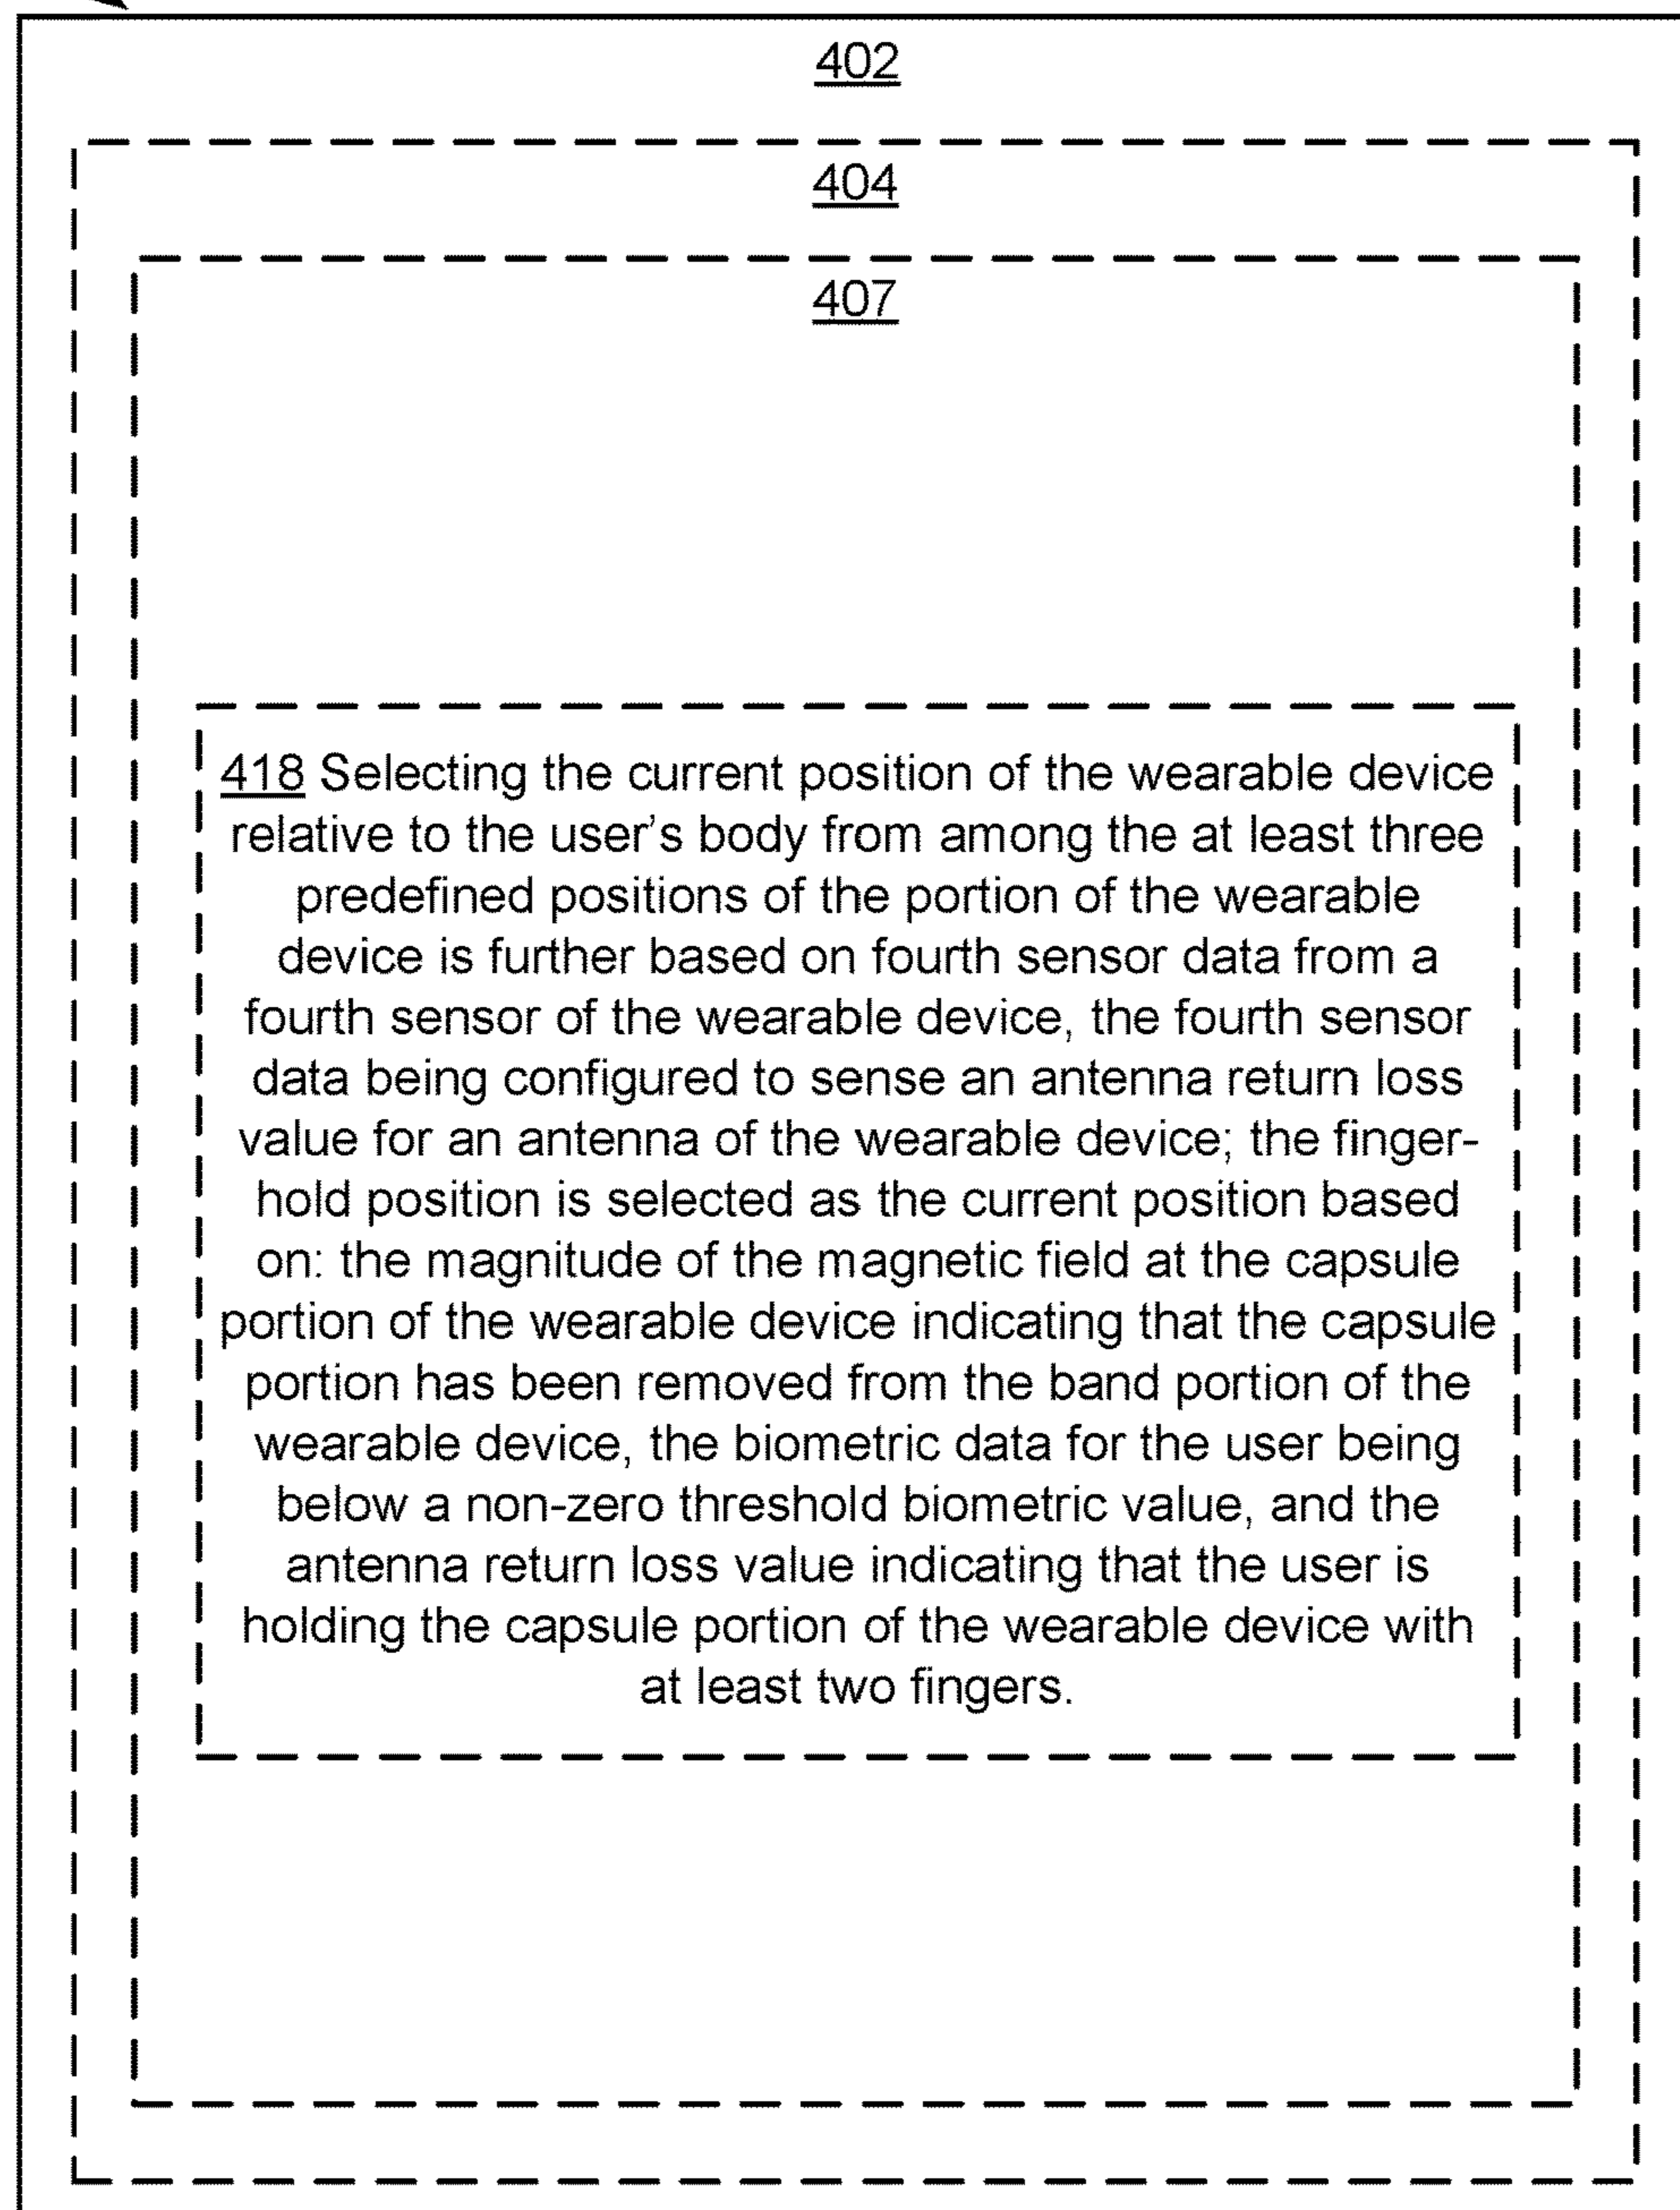 402
404
407
418 Selecting the current position of the wearable device
relative to the user's body from among the at least three
predefined positions of the portion of the wearable
device is further based on fourth sensor data from a
fourth sensor of the wearable device, the fourth sensor
data being configured to sense an antenna return loss
value for an antenna of the wearable device; the finger-
hold position is selected as the current position based
on: the magnitude of the magnetic field at the capsule
portion of the wearable device indicating that the capsule
portion has been removed from the band portion of the
wearable device, the biometric data for the user being
below a non-zero threshold biometric value, and the
antenna return loss value indicating that the user is
holding the capsule portion of the wearable device with
at least two fingers.